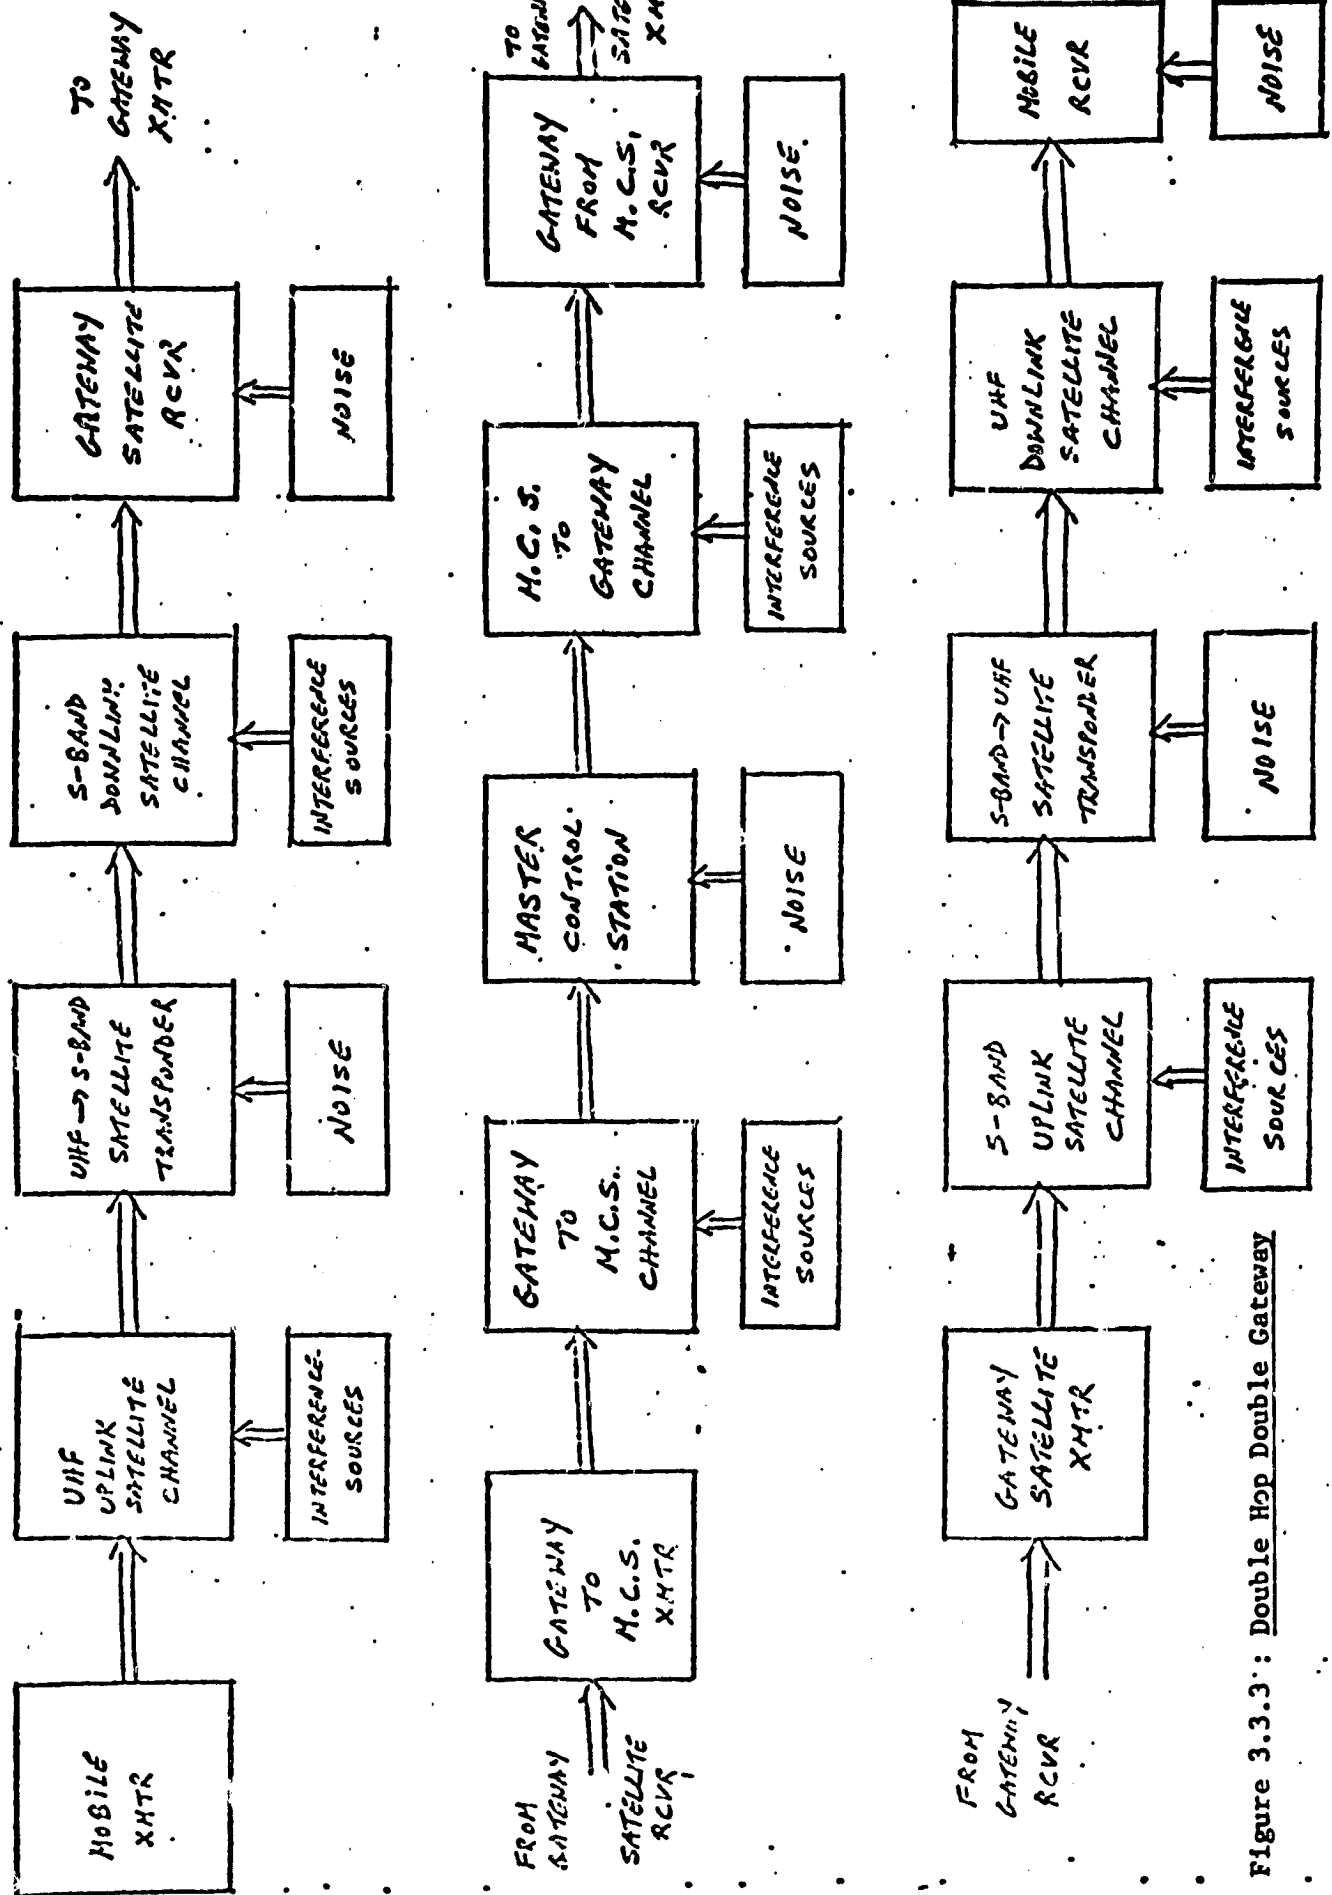 MOBILE
XMTR
UHF
UPLINK
SATELLITE
CHANNEL
INTERFERENCE
SOURCES
UHF→S-BAND
SATELLITE
TRANSPONDER
NOISE
S-BAND
DOWNLINK
SATELLITE
CHANNEL
INTERFERENCE
SOURCES
GATEWAY
SATELLITE
RCVR
NOISE
TO
GATEWAY
XMTR
FROM
GATEWAY
SATELLITE
RCVR
GATEWAY
TO
M.C.S.
XMTR
GATEWAY
TO
M.C.S.
CHANNEL
INTERFERENCE
SOURCES
MASTER
CONTROL
STATION
NOISE
M.C.S.
TO
GATEWAY
CHANNEL
INTERFERENCE
SOURCES
GATEWAY
FROM
M.C.S.
RCVR
NOISE
TO
FROM
GATEWAY
RCVR
GATEWAY
SATELLITE
XMTR
S-BAND
UPLINK
SATELLITE
CHANNEL
INTERFERENCE
SOURCES
S-BAND→UHF
SATELLITE
TRANSPONDER
NOISE
UHF
DOWNLINK
SATELLITE
CHANNEL
INTERFERENCE
SOURCES
MOBILE
RCVR
NOISE
Figure 3.3.3: Double Hop Double Gateway